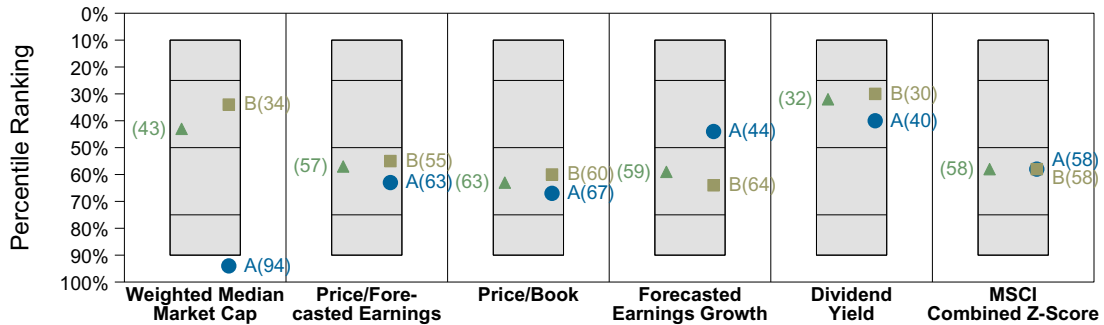 0%
10%
20%
30%
40%
50%
60%
70%
80%
90%
100%
Percentile Ranking
(43)
B(34)
A(94)
(57)
B(55)
A(63)
(63)
B(60)
A(67)
(59)
A(44)
B(64)
(32)
B(30)
A(40)
(58)
A(58)
B(58)
Weighted Median
Market Cap
Price/Fore-
casted Earnings
Price/Book
Forecasted
Earnings Growth
Dividend
Yield
MSCI
Combined Z-Score